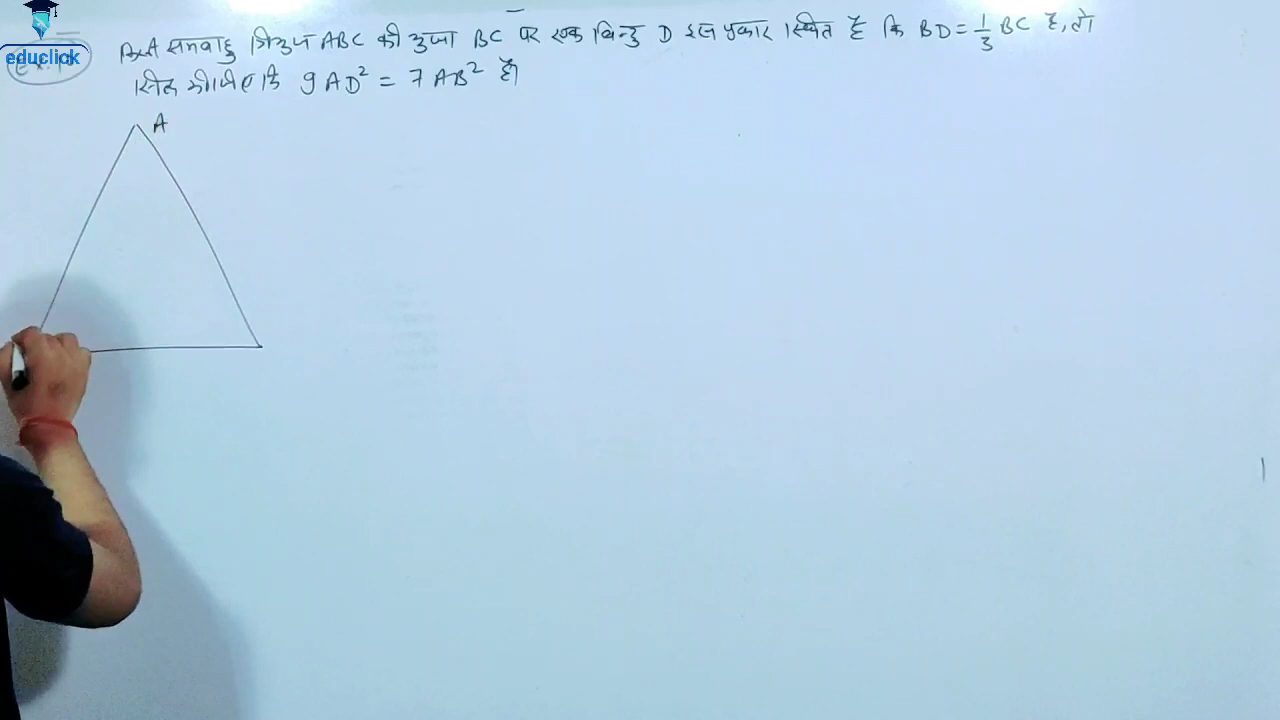 educlick
किसी समबाहु त्रिभुज ABC की भुजा BC पर एक बिन्दु D इस प्रकार स्थित है कि BD = 1/3 BC है, तो
सिद्ध कीजिए कि 9 AD² = 7 AB² है।
A